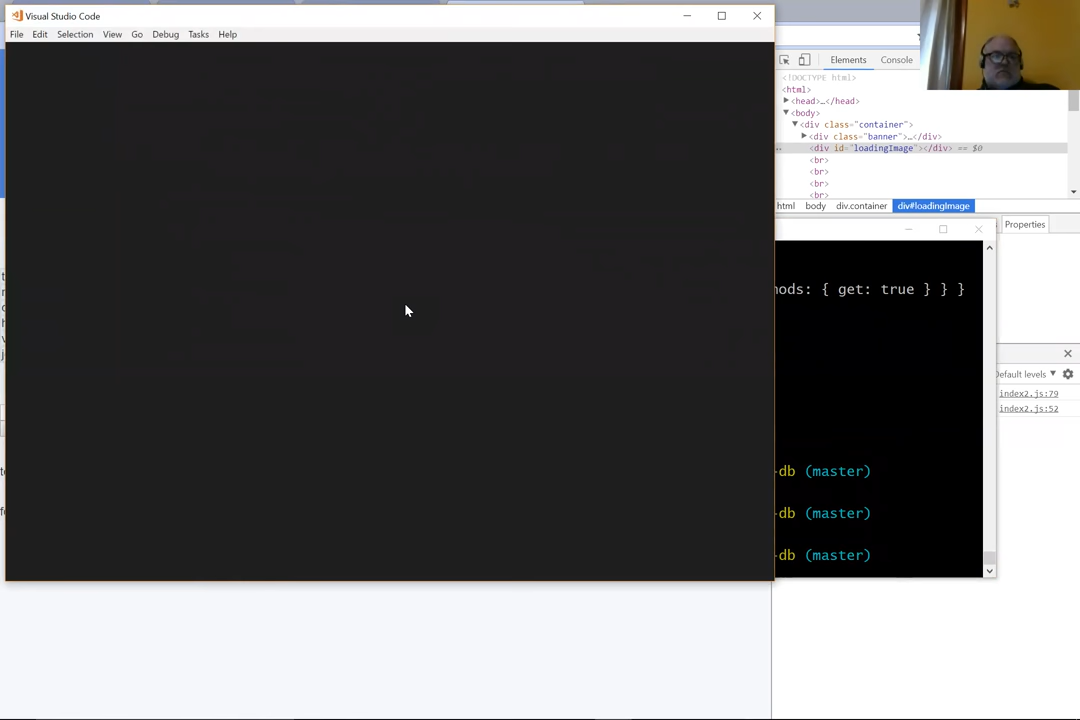 Visual Studio Code
File Edit Selection View Go Debug Tasks Help
Elements Console
<!DOCTYPE html>
<html>
<head>…</head>
<body>
<div class="container">
<div class="banner">…</div>
<div id="loadingImage"></div> == $0
<br>
<br>
<br>
<br>
html body div.container div#loadingImage
Properties
ods: { get: true } } }
Default levels
index2.js:79
index2.js:52
-db (master)
-db (master)
-db (master)